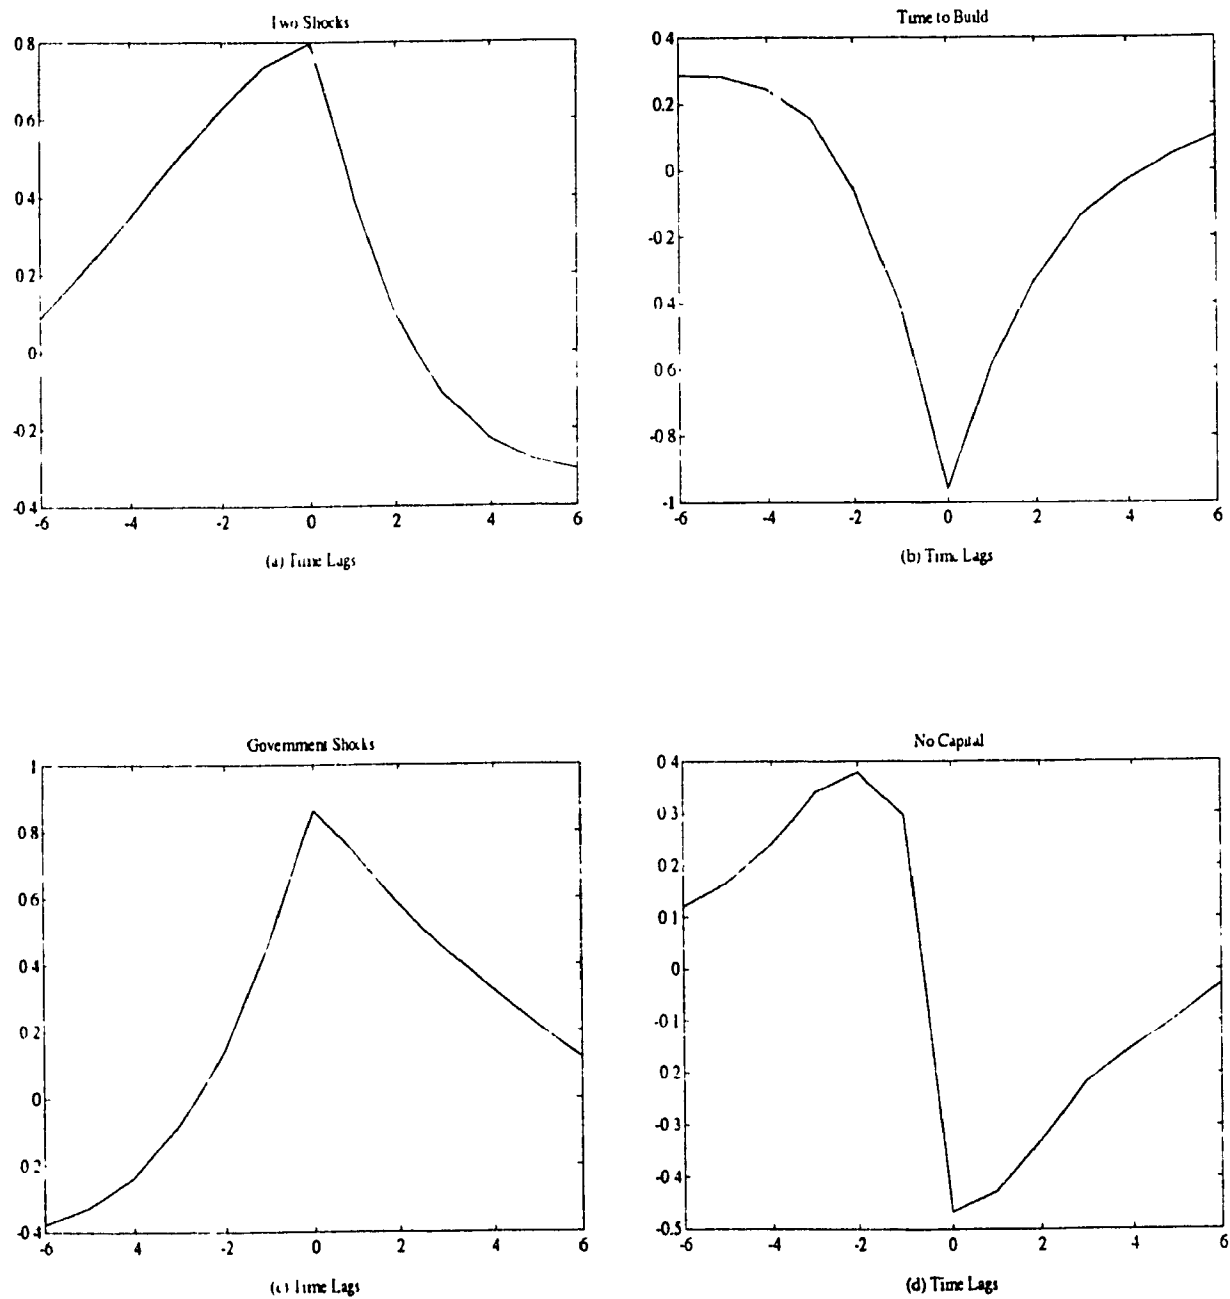 Two Shocks
0.8
0 6
0 4
0 2
0
-0 2
-0 4
-6 -4 -2 0 2 4 6
(a) Time Lags
Time to Build
0 4
0.2
0
-0 2
0 4
0 6
-0.8
-1
-6 -4 -2 0 2 4 6
(b) Time Lags
Government Shocks
1
0 8
0 6
0 4
0 2
0
0 2
-0 4
-6 4 -2 0 2 4 6
(c) Time Lags
No Capital
0 4
0 3
0 2
0 1
0
-0 1
0 2
-0.3
-0 4
-0.5
-6 -4 -2 0 2 4 6
(d) Time Lags